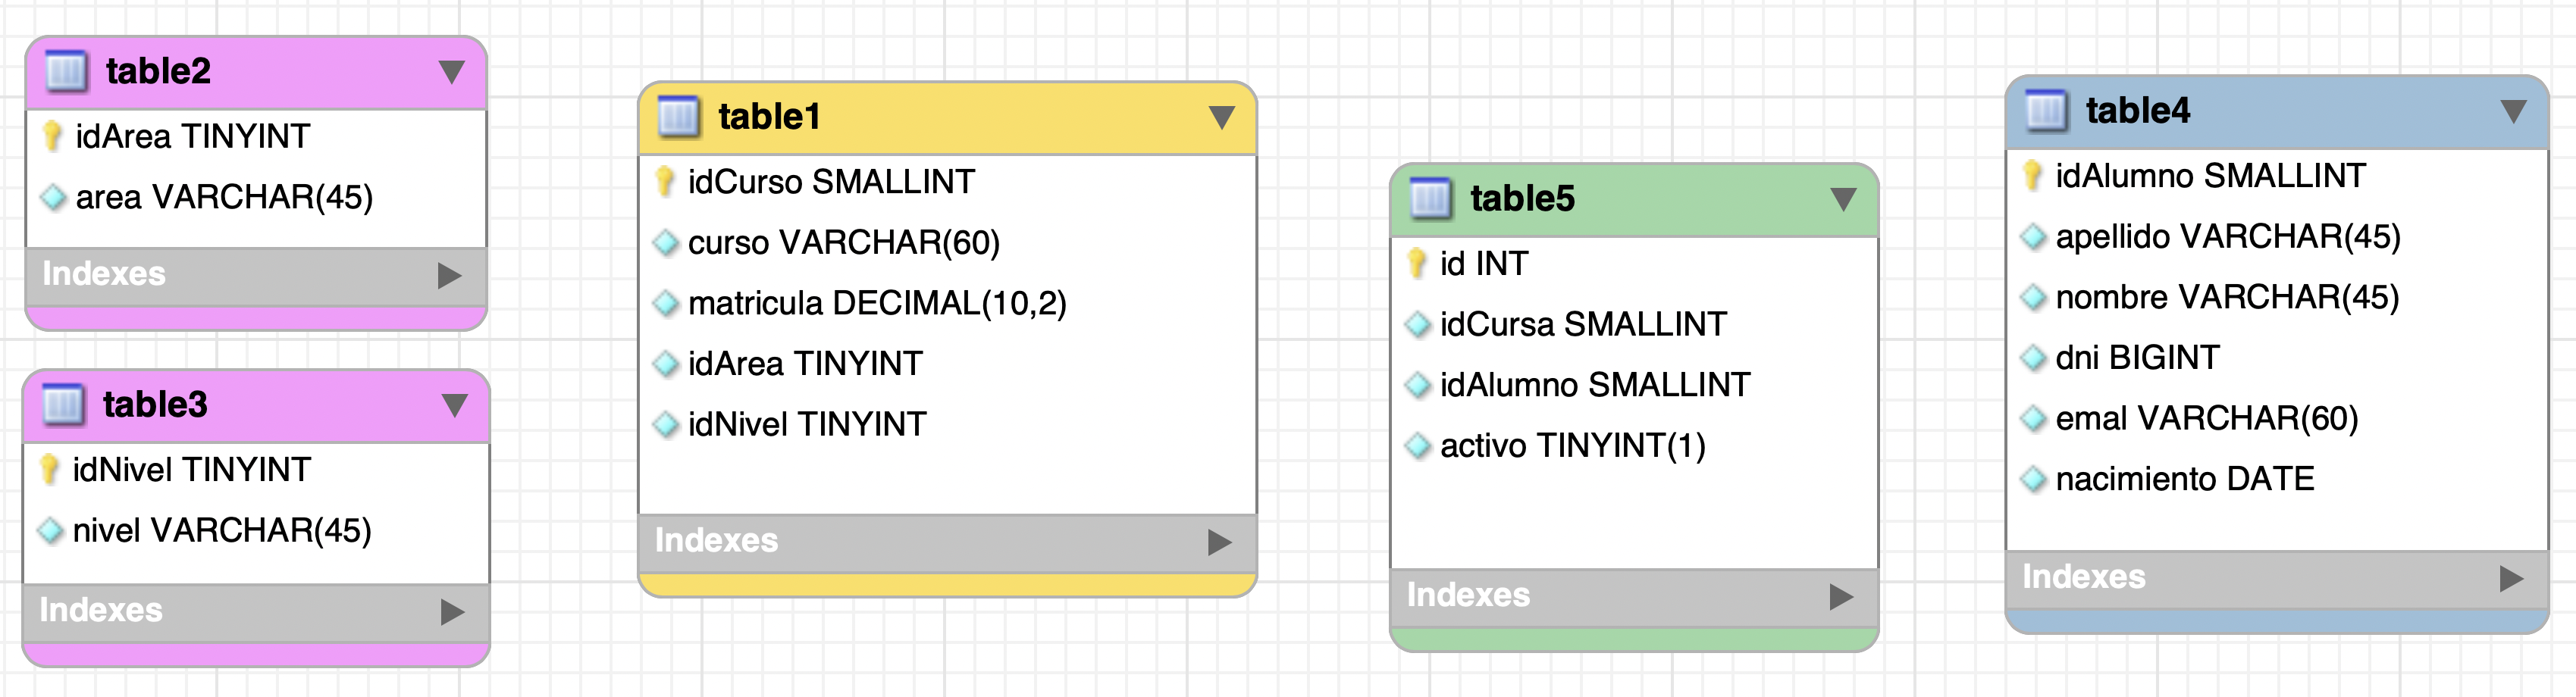 table2
idArea TINYINT
area VARCHAR(45)
Indexes
table3
idNivel TINYINT
nivel VARCHAR(45)
Indexes
table1
idCurso SMALLINT
curso VARCHAR(60)
matricula DECIMAL(10,2)
idArea TINYINT
idNivel TINYINT
Indexes
table5
id INT
idCursa SMALLINT
idAlumno SMALLINT
activo TINYINT(1)
Indexes
table4
idAlumno SMALLINT
apellido VARCHAR(45)
nombre VARCHAR(45)
dni BIGINT
emal VARCHAR(60)
nacimiento DATE
Indexes